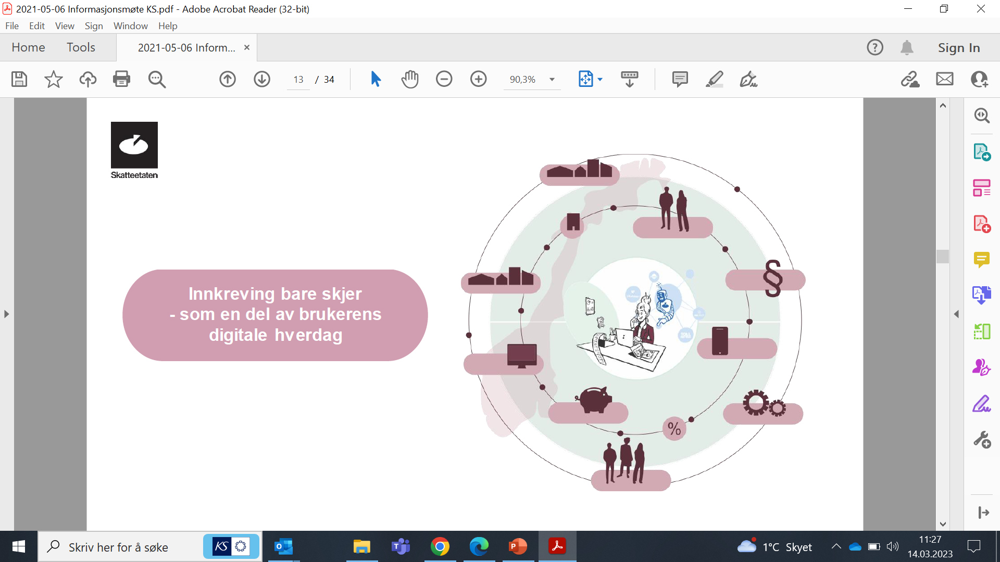 2021-05-06 Informasjonsmøte KS.pdf - Adobe Acrobat Reader (32-bit)
File Edit View Sign Window Help
Home Tools 2021-05-06 Inform... Sign In
13 / 34 90,3%
Skatteetaten
Innkreving bare skjer
- som en del av brukerens
digitale hverdag
§
%
Skriv her for å søke KS 1°C Skyet 11:27
14.03.2023